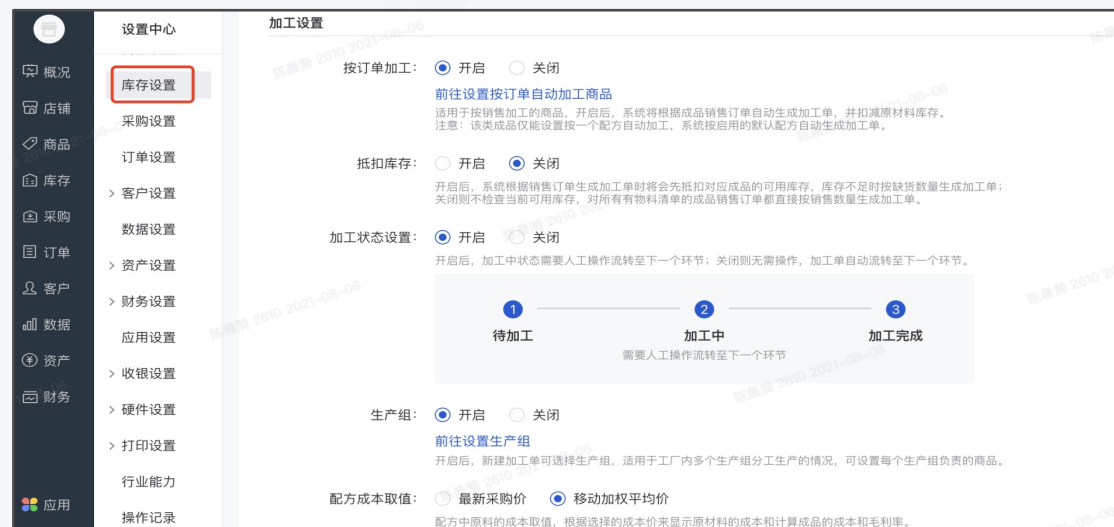 概况
店铺
商品
库存
采购
订单
客户
数据
资产
财务
应用
设置中心
库存设置
采购设置
订单设置
> 客户设置
数据设置
> 资产设置
> 财务设置
应用设置
> 收银设置
> 硬件设置
> 打印设置
行业能力
操作记录
加工设置
按订单加工： 开启 关闭
前往设置按订单自动加工商品
适用于按销售加工的商品，开启后，系统将根据成品销售订单自动生成加工单，并扣减原材料库存。
注意：该类成品仅能设置按一个配方自动加工，系统按启用的默认配方自动生成加工单。
抵扣库存： 开启 关闭
开启后，系统根据销售订单生成加工单时将会先抵扣对应成品的可用库存，库存不足时按缺货数量生成加工单；
关闭则不检查当前可用库存，对所有有物料清单的成品销售订单都直接按销售数量生成加工单。
加工状态设置： 开启 关闭
开启后，加工中状态需要人工操作流转至下一个环节；关闭则无需操作，加工单自动流转至下一个环节。
1 2 3
待加工 加工中 加工完成
需要人工操作流转至下一个环节
生产组： 开启 关闭
前往设置生产组
开启后，新建加工单可选择生产组，适用于工厂内多个生产组分工生产的情况，可设置每个生产组负责的商品。
配方成本取值： 最新采购价 移动加权平均价
配方中原料的成本取值，根据选择的成本价来显示原材料的成本和计算成品的成本和毛利率。